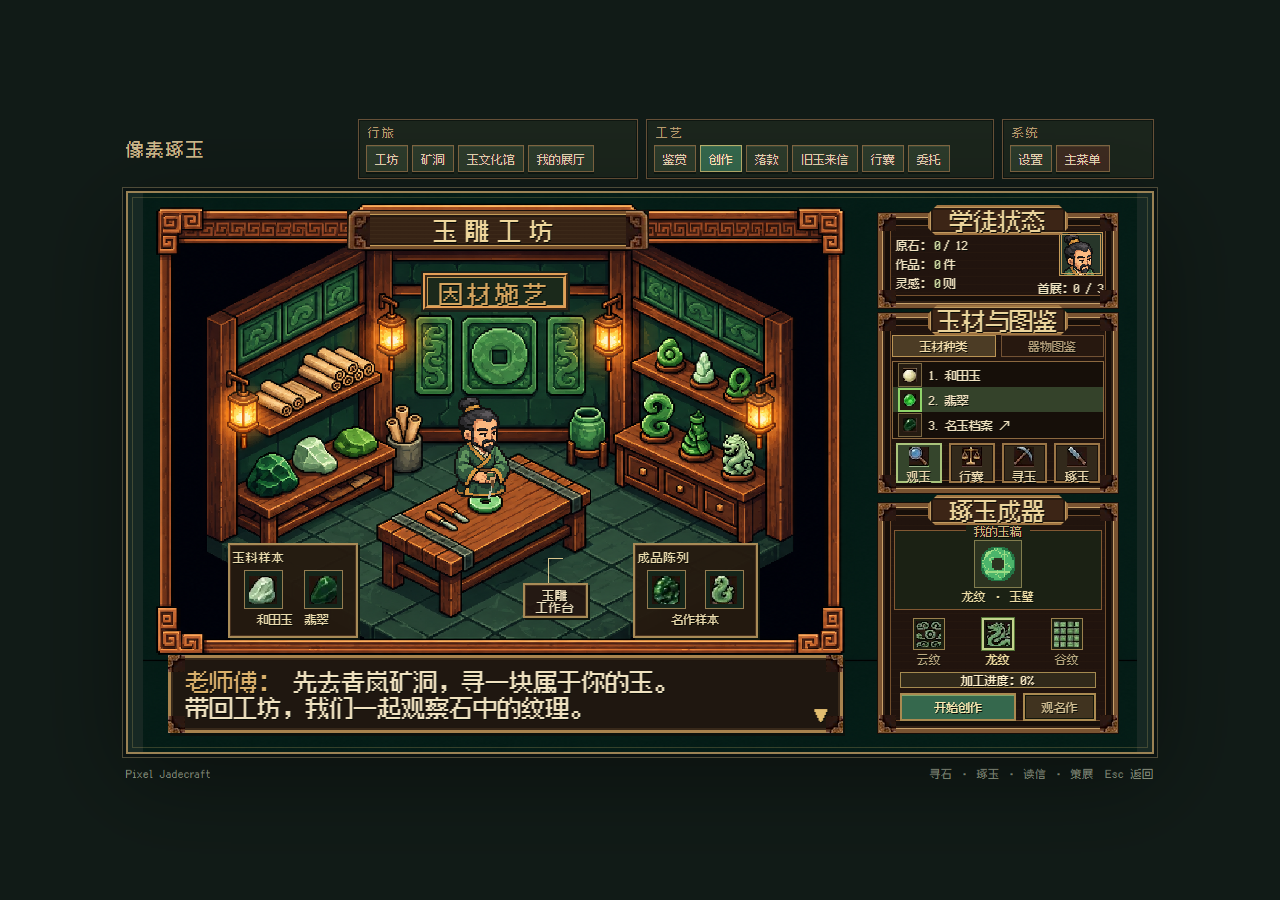 像素琢玉
行旅
工坊 矿洞 玉文化馆 我的展厅
工艺
鉴赏 创作 落款 旧玉来信 行囊 委托
系统
设置 主菜单
玉雕工坊
因材施艺
玉料样本
和田玉 翡翠
玉雕
工作台
成品陈列
名作样本
老师傅： 先去青岚矿洞，寻一块属于你的玉。
带回工坊，我们一起观察石中的纹理。
▼
学徒状态
原石：0 / 12
作品：0 件
灵感：0 则
首展：0 / 3
玉材与图鉴
玉材种类 器物图鉴
1. 和田玉
2. 翡翠
3. 名玉档案 ↗
观玉 行囊 寻玉 琢玉
琢玉成器
我的玉稿
龙纹 · 玉璧
云纹 龙纹 谷纹
加工进度：0%
开始创作 观名作
Pixel Jadecraft
寻石 · 琢玉 · 读信 · 策展 Esc 返回